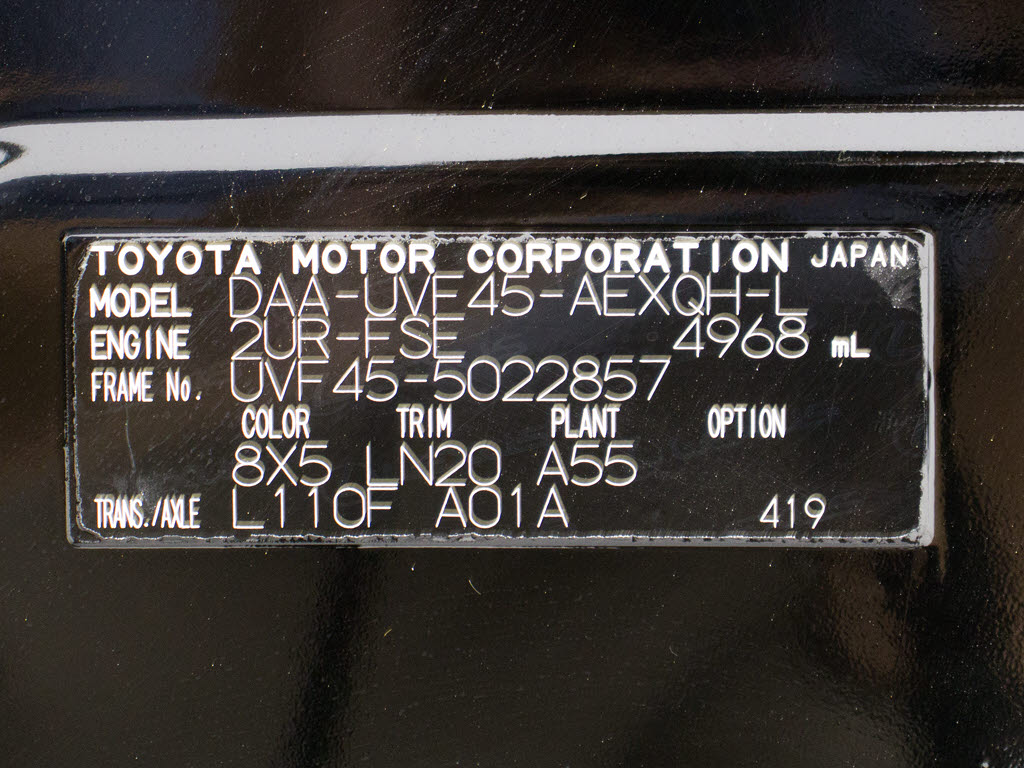 TOYOTA MOTOR CORPORATION JAPAN
MODEL DAA-UVF45-AEXQH-L
ENGINE 2UR-FSE 4968 mL
FRAME No. UVF45-5022857
COLOR TRIM PLANT OPTION
8X5 LN20 A55
TRANS./AXLE L110F A01A 419